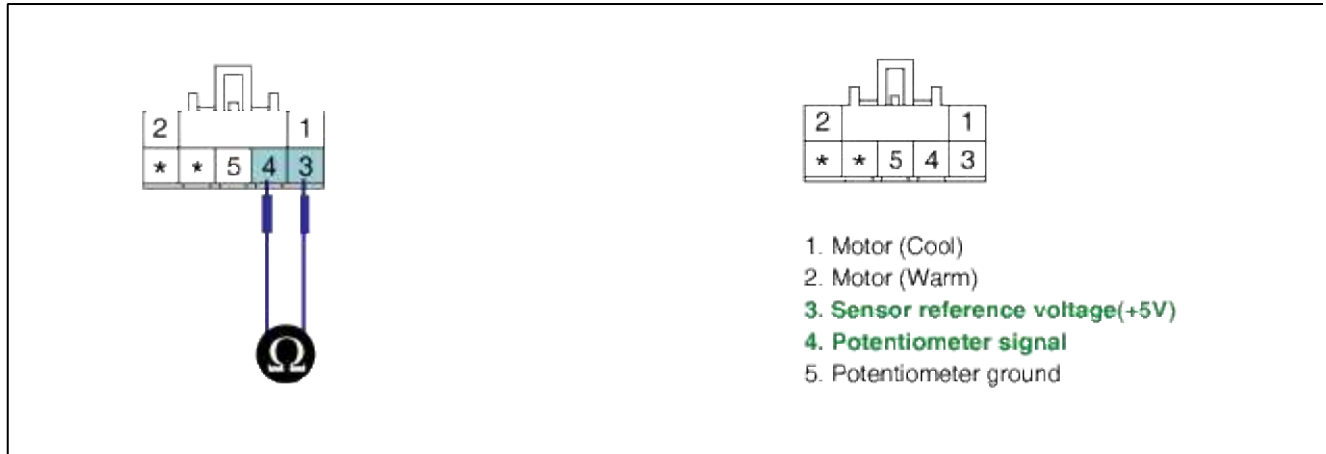 2 1
* * 5 4 3
Ω
2 1
* * 5 4 3
1. Motor (Cool)
2. Motor (Warm)
3. Sensor reference voltage(+5V)
4. Potentiometer signal
5. Potentiometer ground